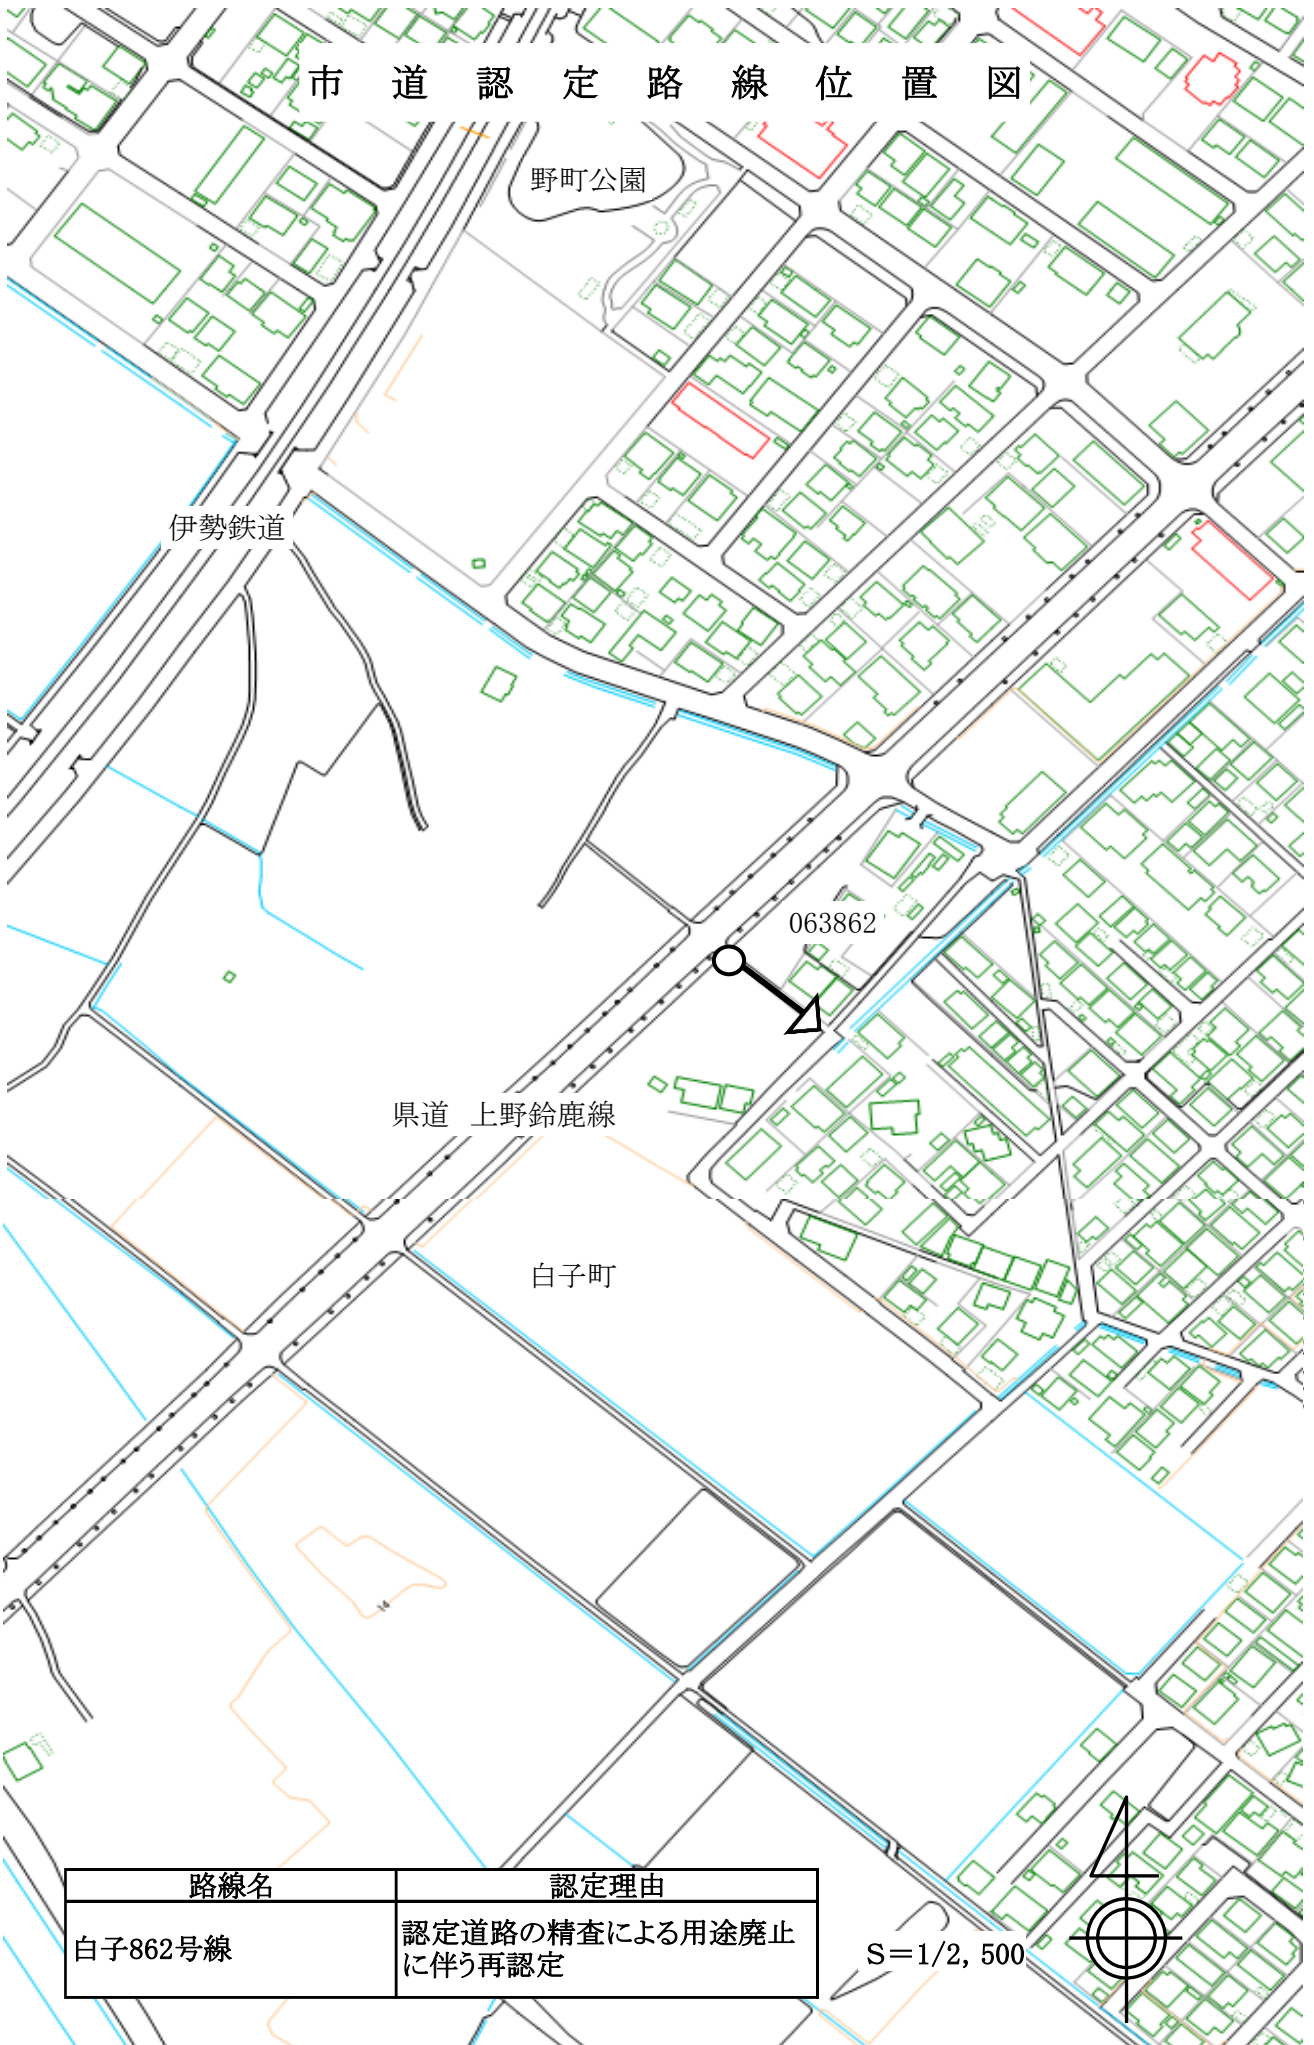 市道認定路線位置図
野町公園
伊勢鉄道
063862
県道 上野鈴鹿線
白子町
14
路線名
認定理由
白子862号線
認定道路の精査による用途廃止
に伴う再認定
S=1/2,500